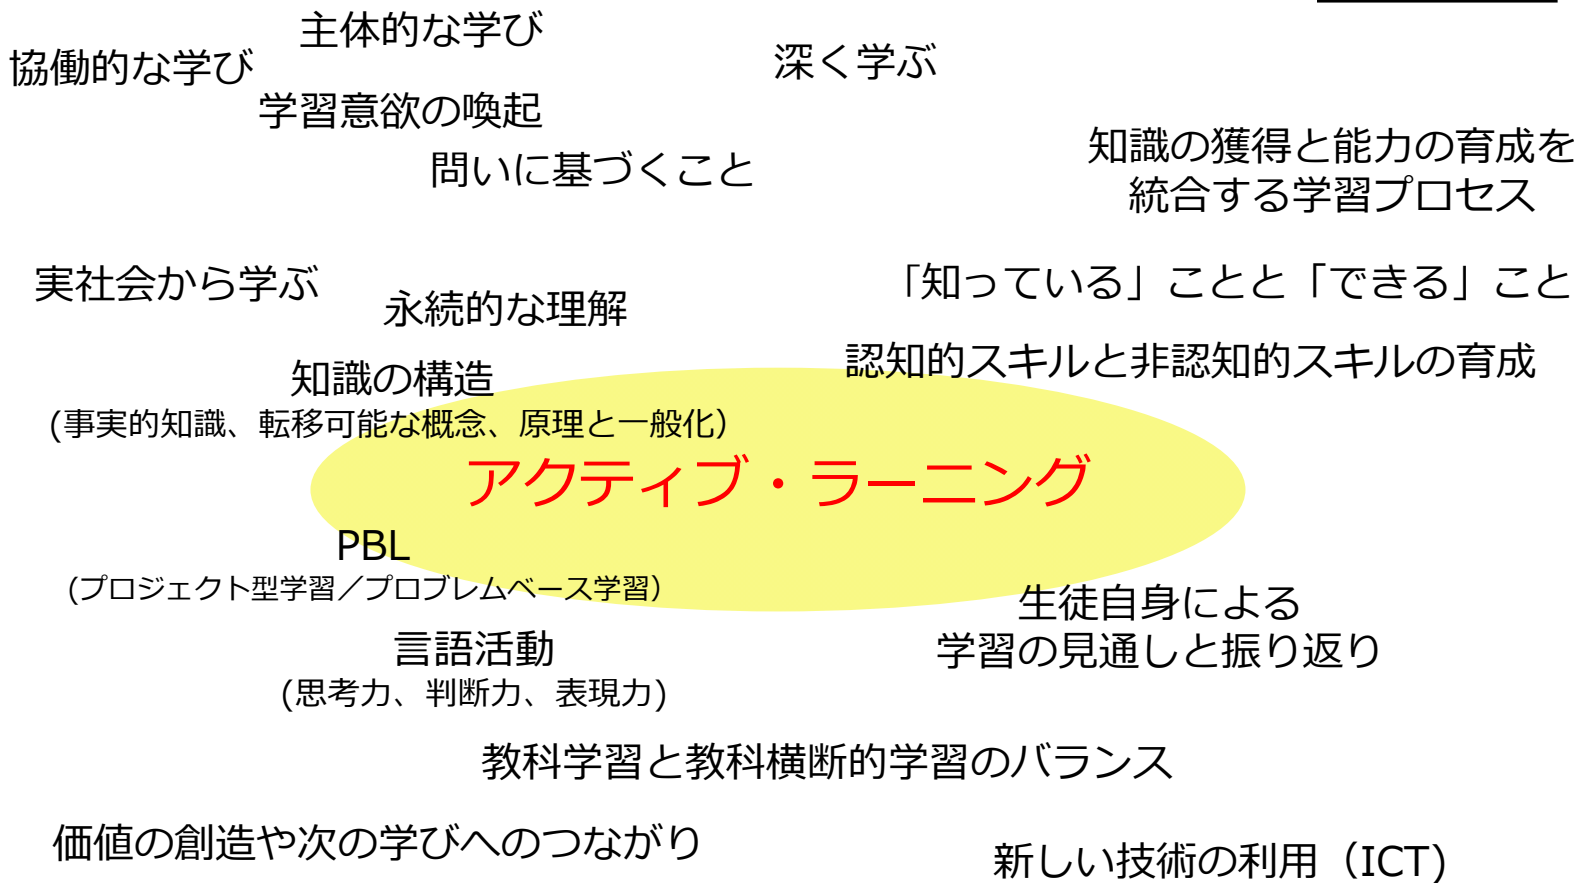 主体的な学び
協働的な学び
深く学ぶ
学習意欲の喚起
問いに基づくこと
知識の獲得と能力の育成を
統合する学習プロセス
実社会から学ぶ
永続的な理解
「知っている」ことと「できる」こと
認知的スキルと非認知的スキルの育成
知識の構造
(事実的知識、転移可能な概念、原理と一般化）
アクティブ・ラーニング
PBL
(プロジェクト型学習／プロブレムベース学習）
生徒自身による
学習の見通しと振り返り
言語活動
(思考力、判断力、表現力)
教科学習と教科横断的学習のバランス
価値の創造や次の学びへのつながり
新しい技術の利用（ICT)